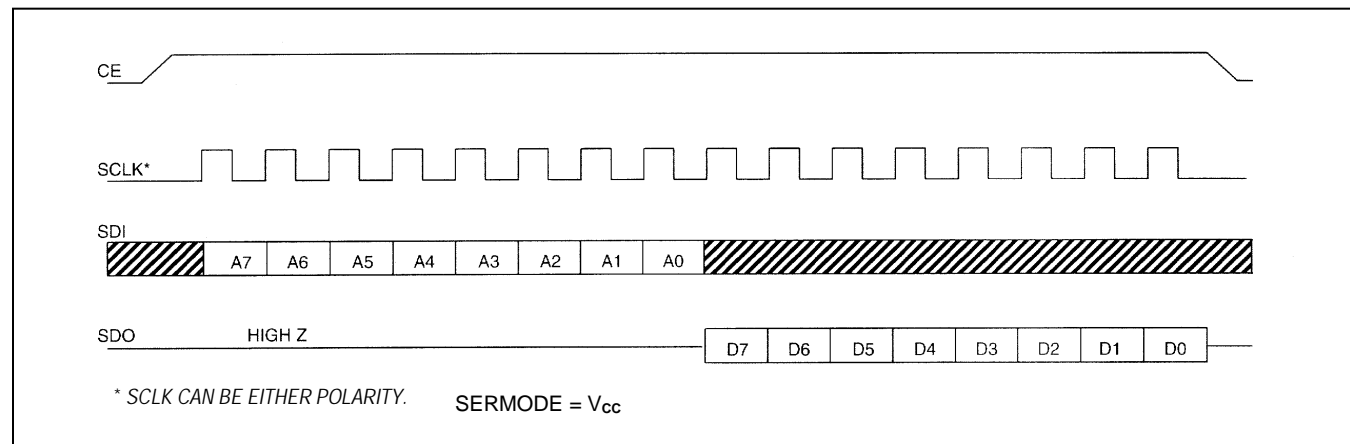 CE
SCLK*
SDI
A7 A6 A5 A4 A3 A2 A1 A0
SDO HIGH Z
D7 D6 D5 D4 D3 D2 D1 D0
* SCLK CAN BE EITHER POLARITY. SERMODE = VCC